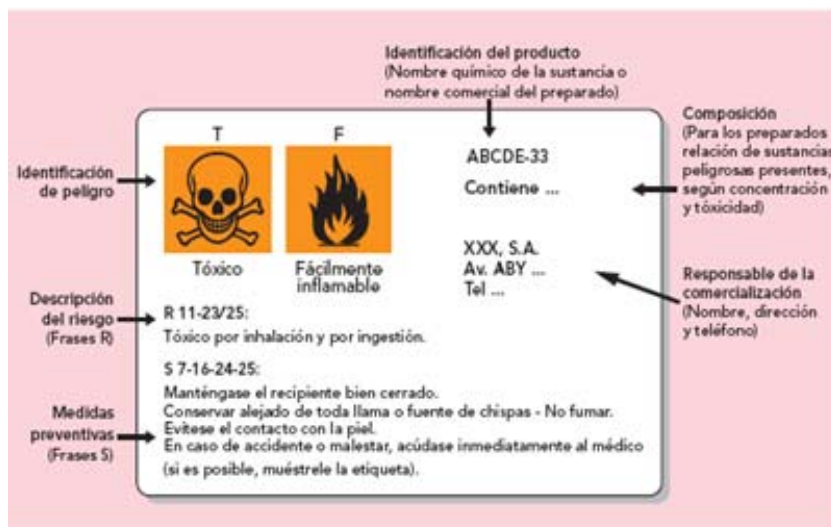 Identificación del producto
(Nombre químico de la sustancia o
nombre comercial del preparado)
Composición
(Para los preparados
relación de sustancias
peligrosas presentes,
según concentración
y tóxicidad)
Identificación
de peligro
T
F
Tóxico
Fácilmente
inflamable
ABCDE-33
Contiene ...
XXX, S.A.
Av. ABY ...
Tel ...
Responsable de la
comercialización
(Nombre, dirección
y teléfono)
Descripción
del riesgo
(Frases R)
R 11-23/25:
Tóxico por inhalación y por ingestión.
S 7-16-24-25:
Manténgase el recipiente bien cerrado.
Conservar alejado de toda llama o fuente de chispas - No fumar.
Evítese el contacto con la piel.
En caso de accidente o malestar, acúdase inmediatamente al médico
(si es posible, muéstrele la etiqueta).
Medidas
preventivas
(Frases S)